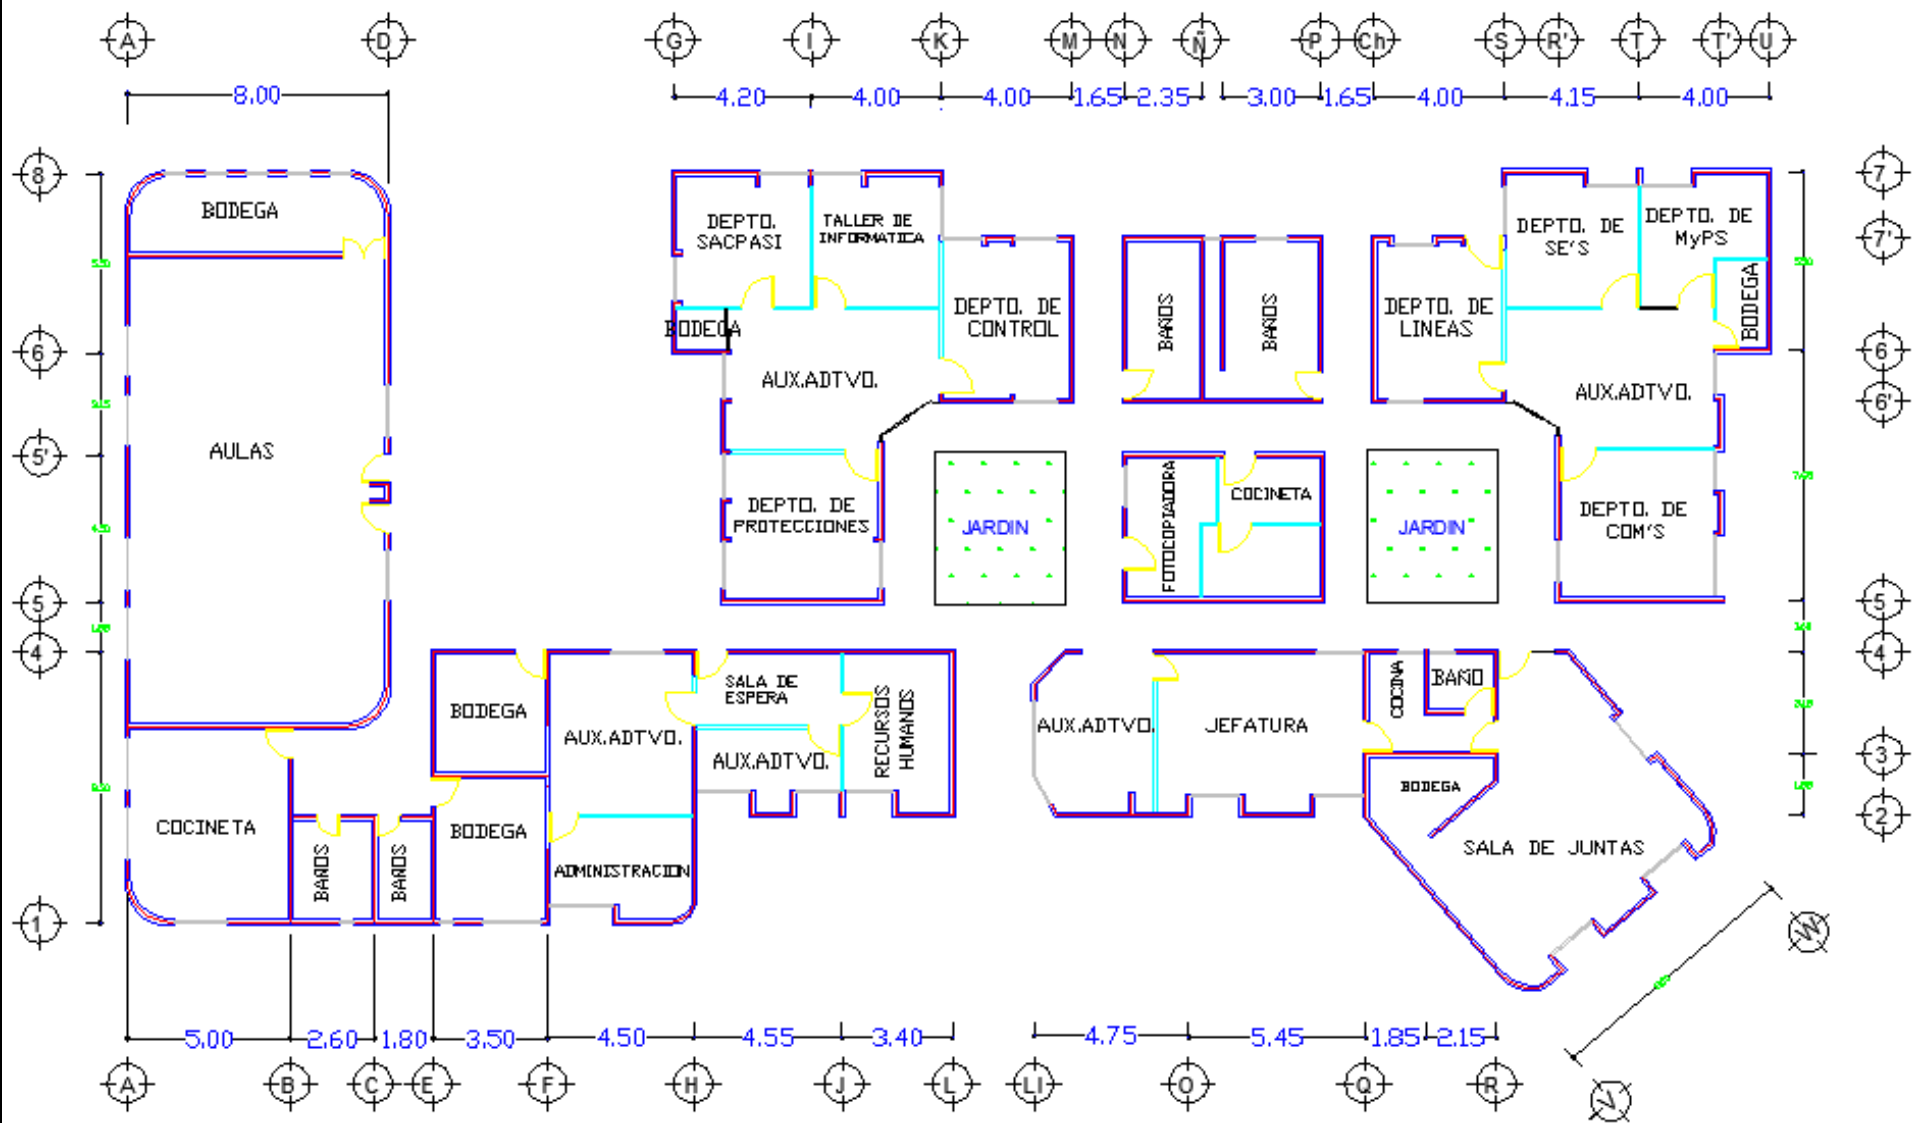 A D G I K M N Ñ P Ch S R' T T' U
8.00 4.20 4.00 4.00 1.65 2.35 3.00 1.65 4.00 4.15 4.00
8
7
BODEGA
DEPTO.
SACPASI
TALLER DE
INFORMATICA
DEPTO. DE
SE'S
DEPTO. DE
MyPS
7'
BODEGA
DEPTO. DE
CONTROL
BAÑOS
BAÑOS
DEPTO. DE
LINEAS
BODEGA
6
6
AUX.ADTVO.
AUX.ADTVO.
6'
AULAS
5'
DEPTO. DE
PROTECCIONES
JARDIN
FOTOCOPIADORA
COCINETA
JARDIN
DEPTO. DE
COM'S
5
5
4
4
BODEGA
AUX.ADTVO.
SALA DE
ESPERA
AUX.ADTVO.
RECURSOS
HUMANOS
AUX.ADTVO.
JEFATURA
COCINA
BAÑO
3
BODEGA
2
COCINETA
BAÑOS
BAÑOS
BODEGA
ADMINISTRACION
SALA DE JUNTAS
1
W
V
5.00 2.60 1.80 3.50 4.50 4.55 3.40 4.75 5.45 1.85 2.15
A B C E F H J L Ll O Q R